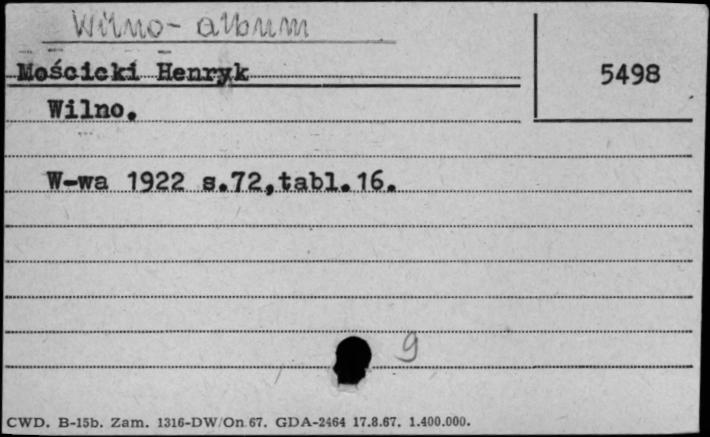 Wilno - album
Mościcki Henryk
5498
Wilno.
W-wa 1922 s.72,tabl.16.
9
CWD. B-15b. Zam. 1316-DW/On 67. GDA-2464 17.8.67. 1.400.000.